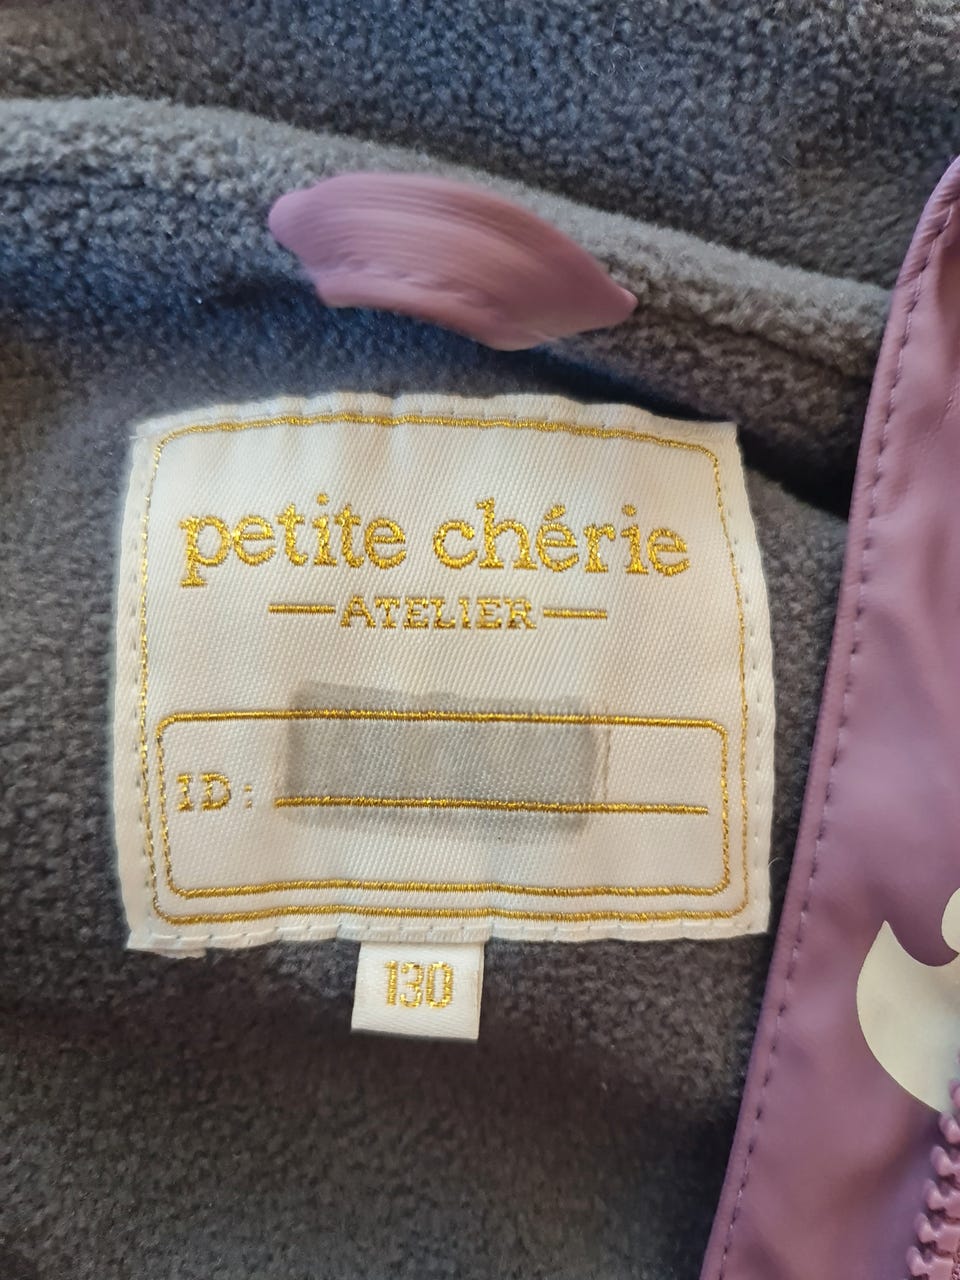 petite chérie
ATELIER
ID:
130